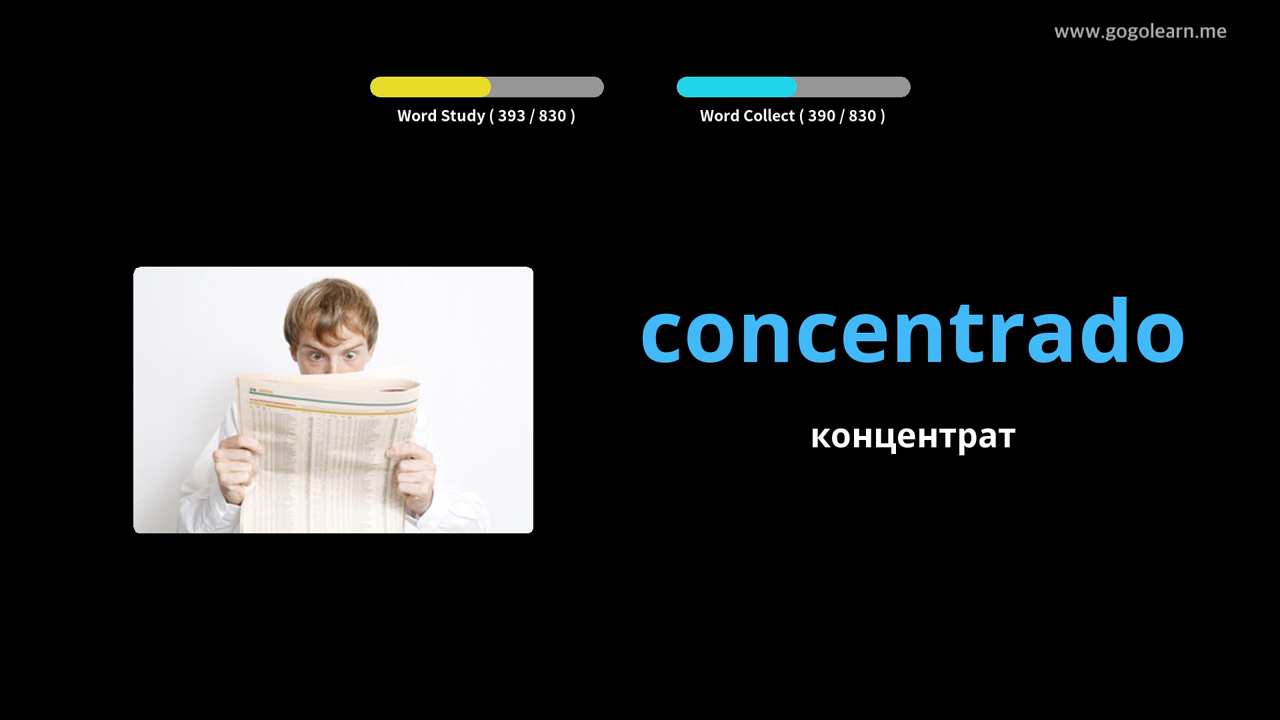 www.gogolearn.me
Word Study ( 393 / 830 )
Word Collect ( 390 / 830 )
concentrado
концентрат